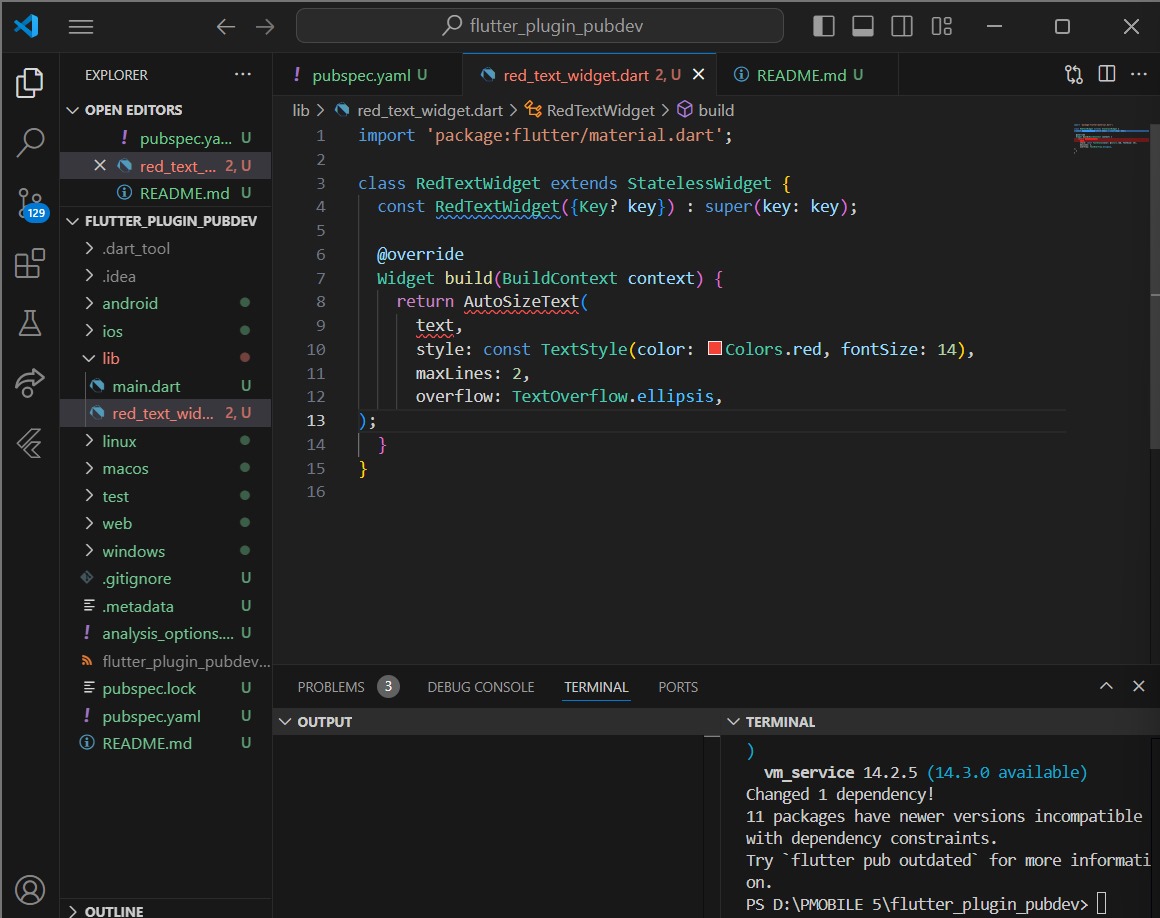 flutter_plugin_pubdev
EXPLORER
OPEN EDITORS
! pubspec.ya... U
red_text_... 2, U
README.md U
FLUTTER_PLUGIN_PUBDEV
.dart_tool
.idea
android
ios
lib
main.dart U
red_text_wid... 2, U
linux
macos
test
web
windows
.gitignore U
.metadata U
! analysis_options.... U
flutter_plugin_pubdev...
pubspec.lock U
! pubspec.yaml U
README.md U
OUTLINE
129
! pubspec.yaml U
red_text_widget.dart 2, U
README.md U
lib > red_text_widget.dart > RedTextWidget > build
1 import 'package:flutter/material.dart';
2
3 class RedTextWidget extends StatelessWidget {
4 const RedTextWidget({Key? key}) : super(key: key);
5
6 @override
7 Widget build(BuildContext context) {
8 return AutoSizeText(
9 text,
10 style: const TextStyle(color: Colors.red, fontSize: 14),
11 maxLines: 2,
12 overflow: TextOverflow.ellipsis,
13 );
14 }
15 }
16
PROBLEMS 3 DEBUG CONSOLE TERMINAL PORTS
OUTPUT
TERMINAL
)
vm_service 14.2.5 (14.3.0 available)
Changed 1 dependency!
11 packages have newer versions incompatible
with dependency constraints.
Try `flutter pub outdated` for more informati
on.
PS D:\PMOBILE 5\flutter_plugin_pubdev>